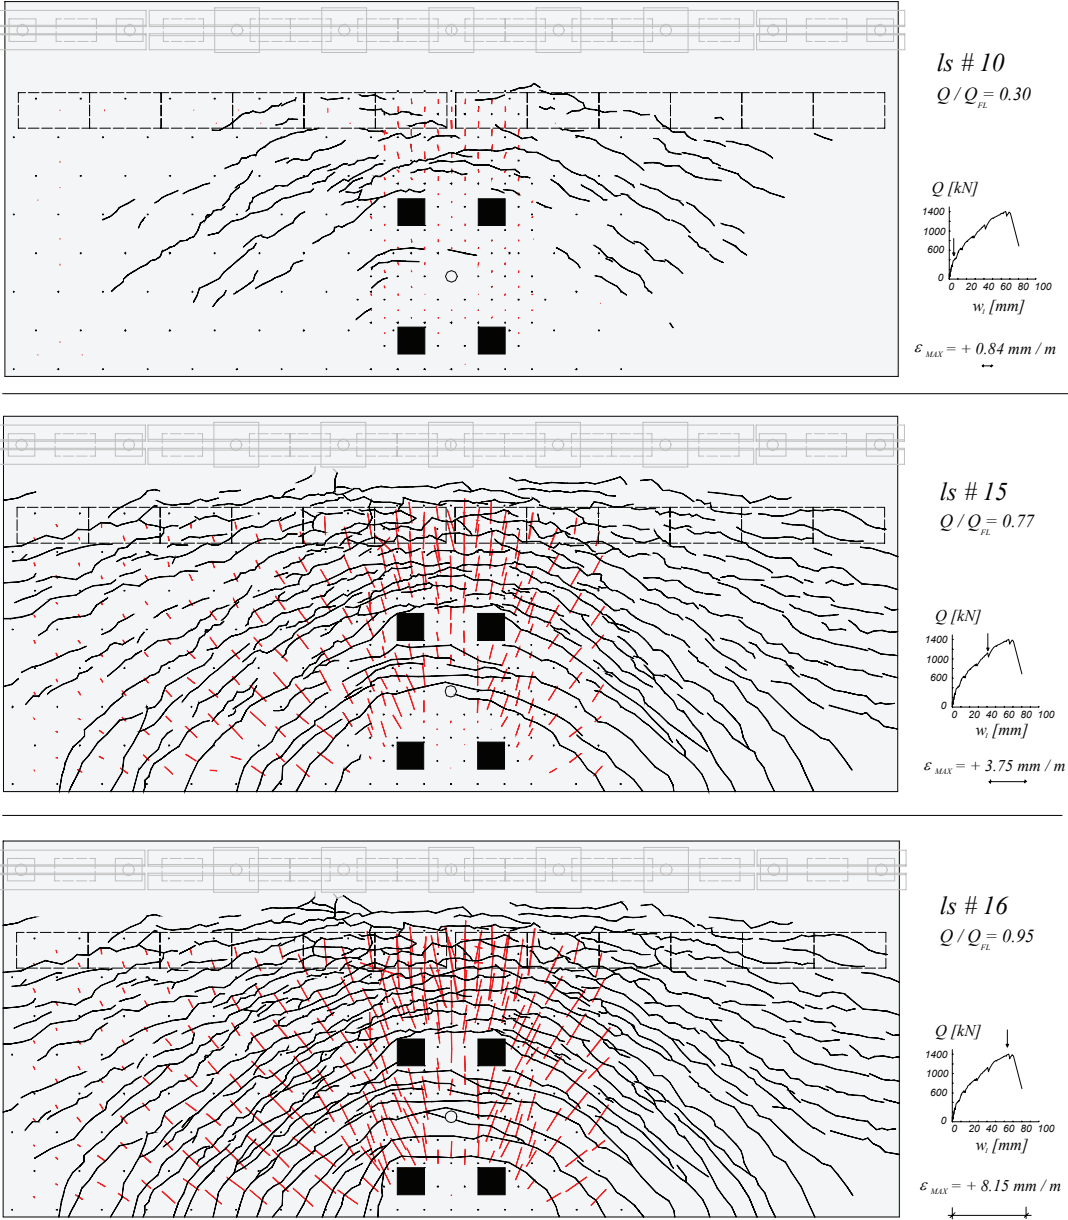 ls # 10
Q / Q_FL = 0.30
Q [kN]
1400
1000
600
0
0 20 40 60 80 100
w_1 [mm]
ε_MAX = + 0.84 mm / m
ls # 15
Q / Q_FL = 0.77
Q [kN]
1400
1000
600
0
0 20 40 60 80 100
w_1 [mm]
ε_MAX = + 3.75 mm / m
ls # 16
Q / Q_FL = 0.95
Q [kN]
1400
1000
600
0
0 20 40 60 80 100
w_1 [mm]
ε_MAX = + 8.15 mm / m